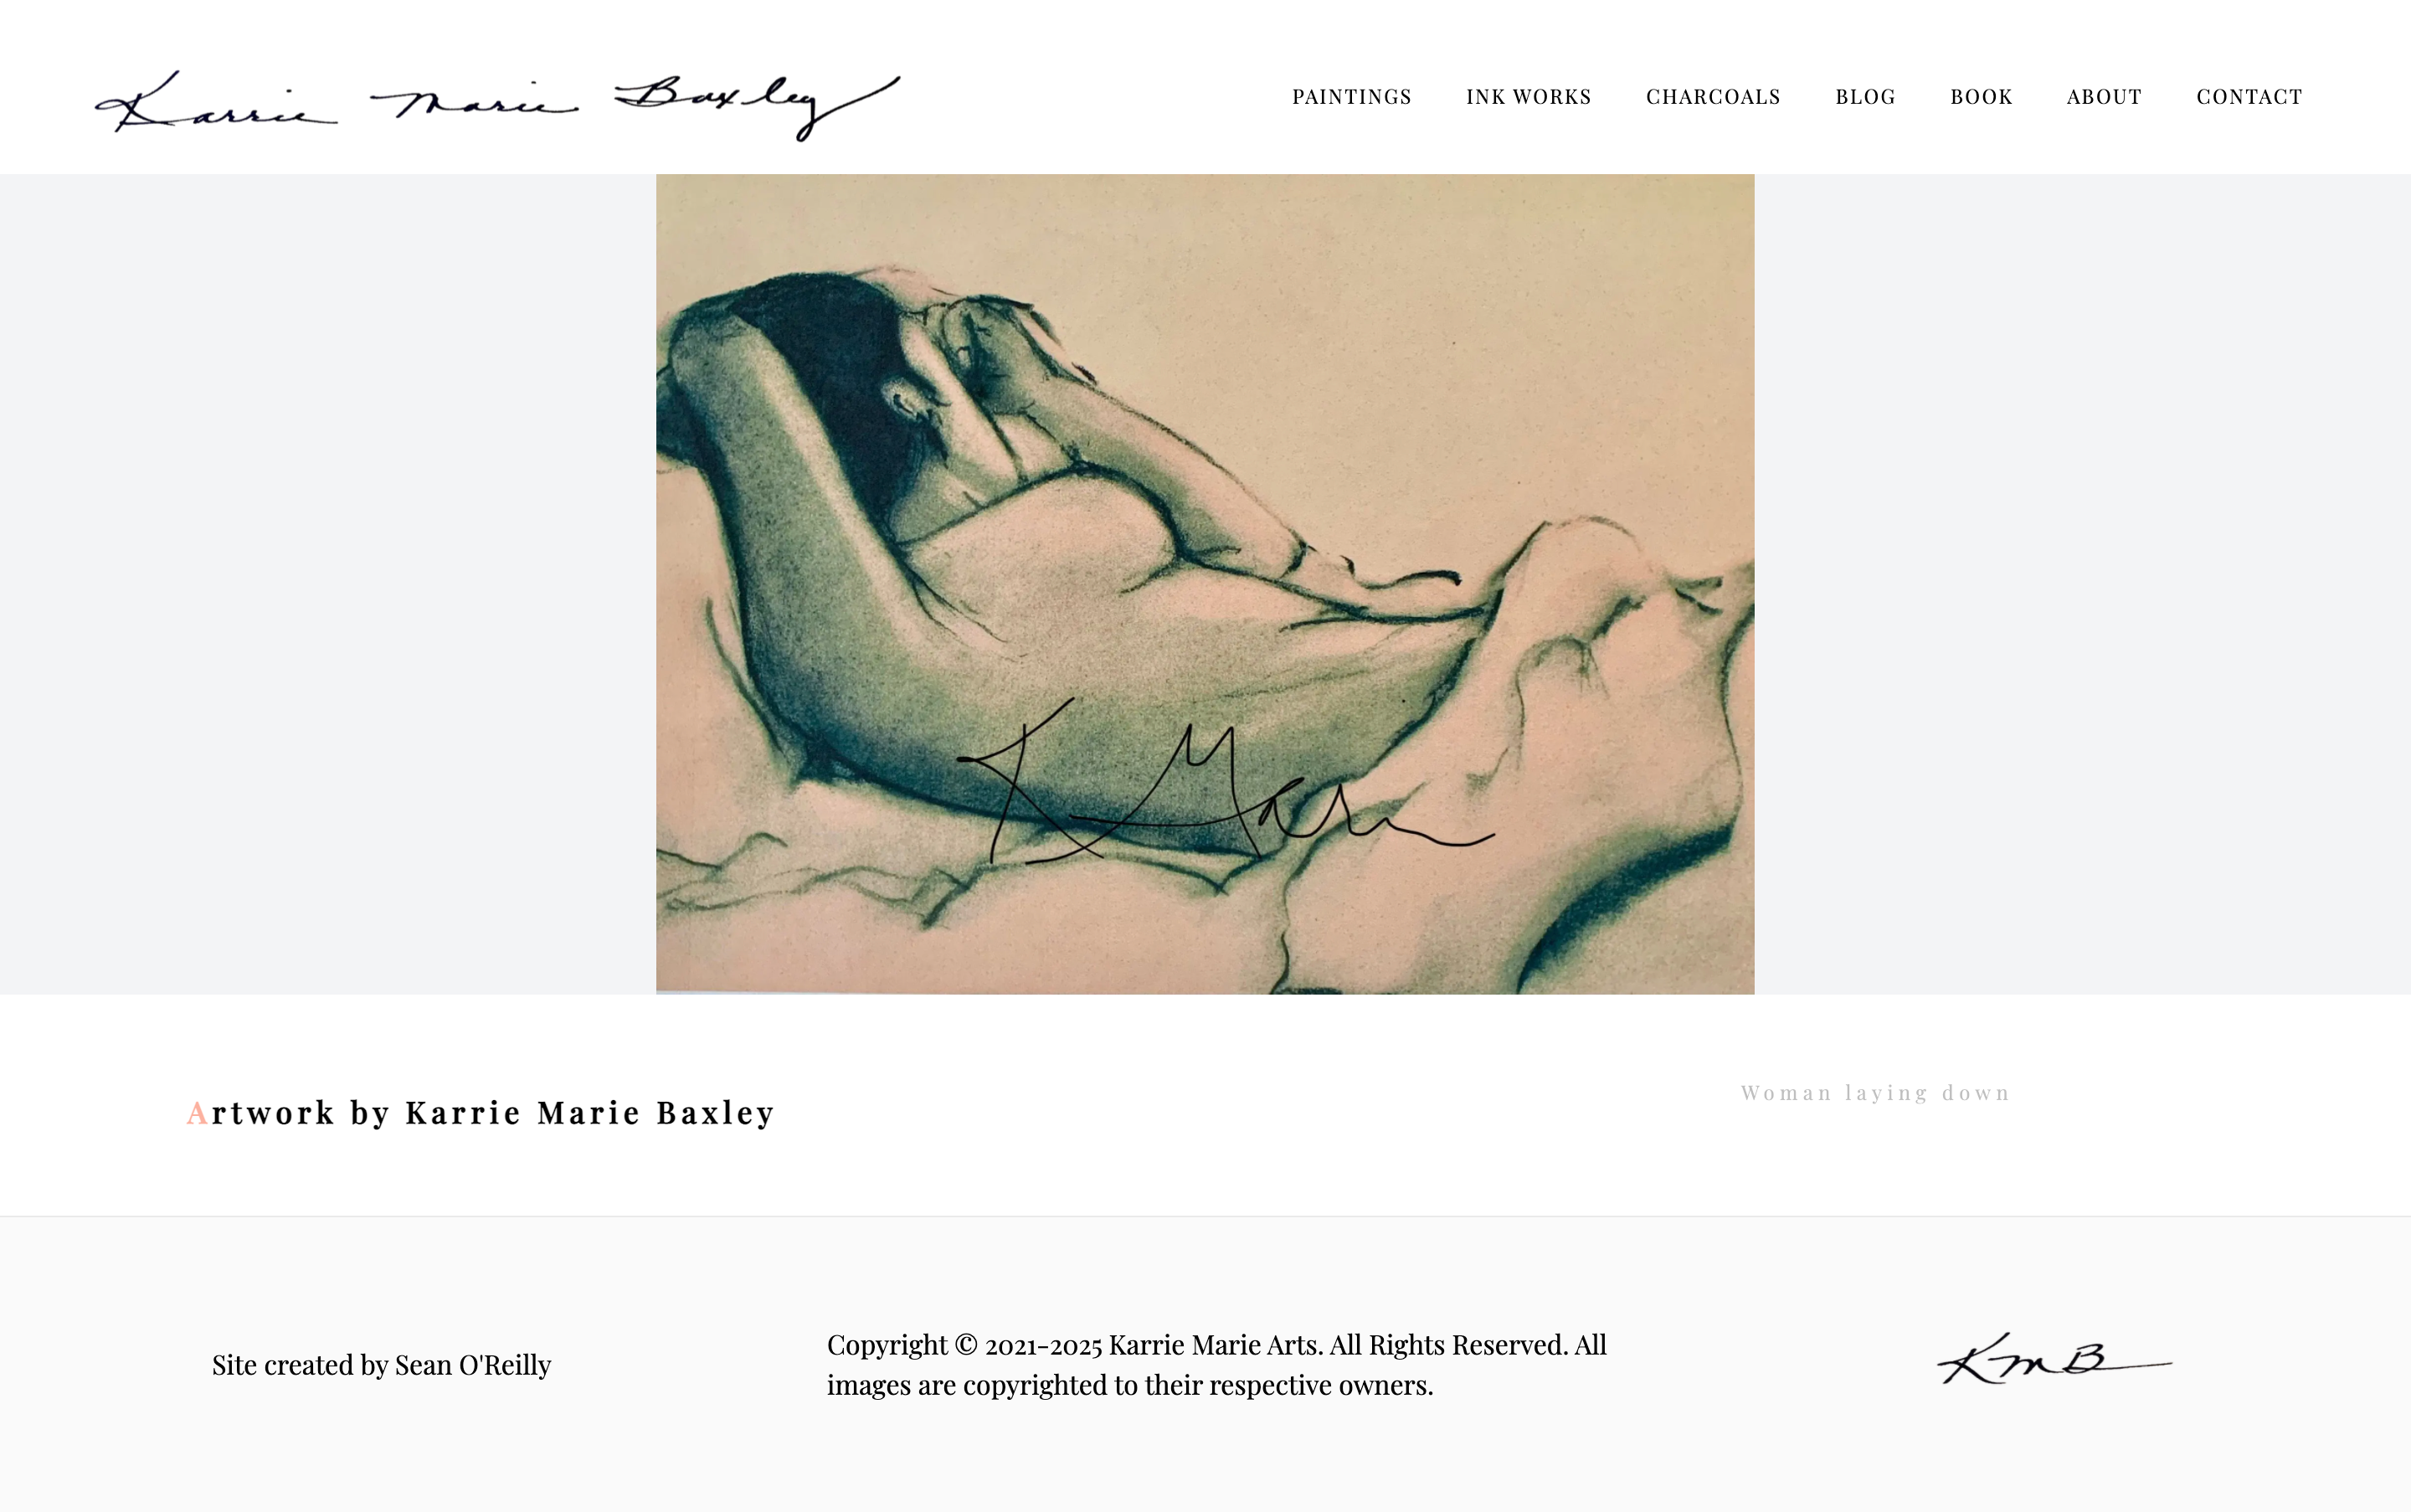 Karrie Marie Baxley
PAINTINGS INK WORKS CHARCOALS BLOG BOOK ABOUT CONTACT
K Marie
Artwork by Karrie Marie Baxley
Woman laying down
Site created by Sean O'Reilly
Copyright © 2021-2025 Karrie Marie Arts. All Rights Reserved. All
images are copyrighted to their respective owners.
KMB